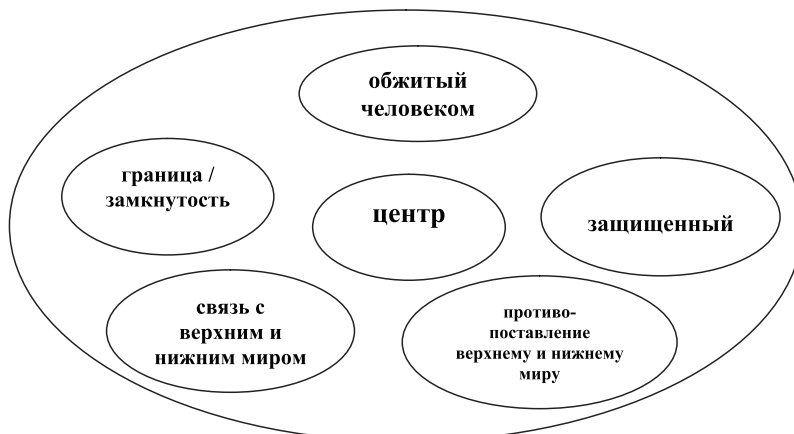 обжитый
человеком
граница /
замкнутость
центр
защищенный
связь с
верхним и
нижним миром
противо-
поставление
верхнему и нижнему
миру